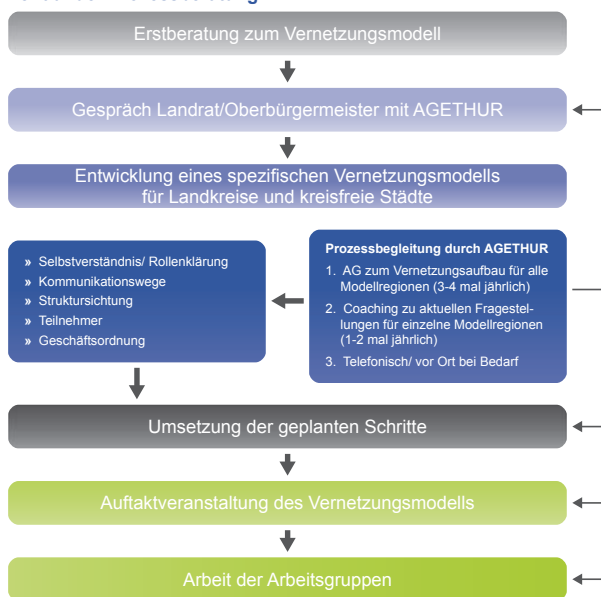 Erstberatung zum Vernetzungsmodell
Gespräch Landrat/Oberbürgermeister mit AGETHUR
Entwicklung eines spezifischen Vernetzungsmodells
für Landkreise und kreisfreie Städte
» Selbstverständnis/ Rollenklärung
» Kommunikationswege
» Struktursichtung
» Teilnehmer
» Geschäftsordnung
Prozessbegleitung durch AGETHUR
1. AG zum Vernetzungsaufbau für alle
Modellregionen (3-4 mal jährlich)
2. Coaching zu aktuellen Fragestel-
lungen für einzelne Modellregionen
(1-2 mal jährlich)
3. Telefonisch/ vor Ort bei Bedarf
Umsetzung der geplanten Schritte
Auftaktveranstaltung des Vernetzungsmodells
Arbeit der Arbeitsgruppen